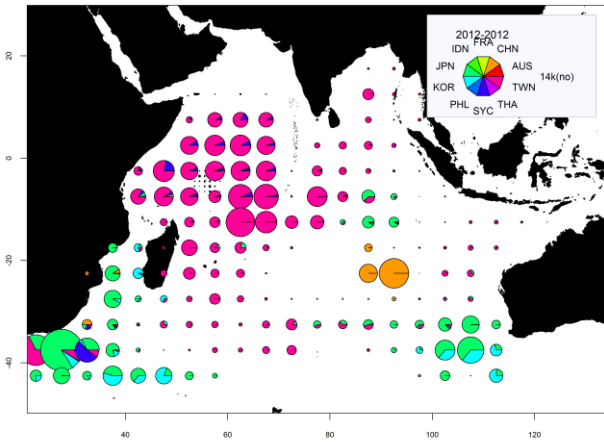 2012-2012
FRA
IDN CHN
JPN AUS
14k(no)
KOR TWN
PHL THA
SYC
20
0
-20
-40
40 60 80 100 120